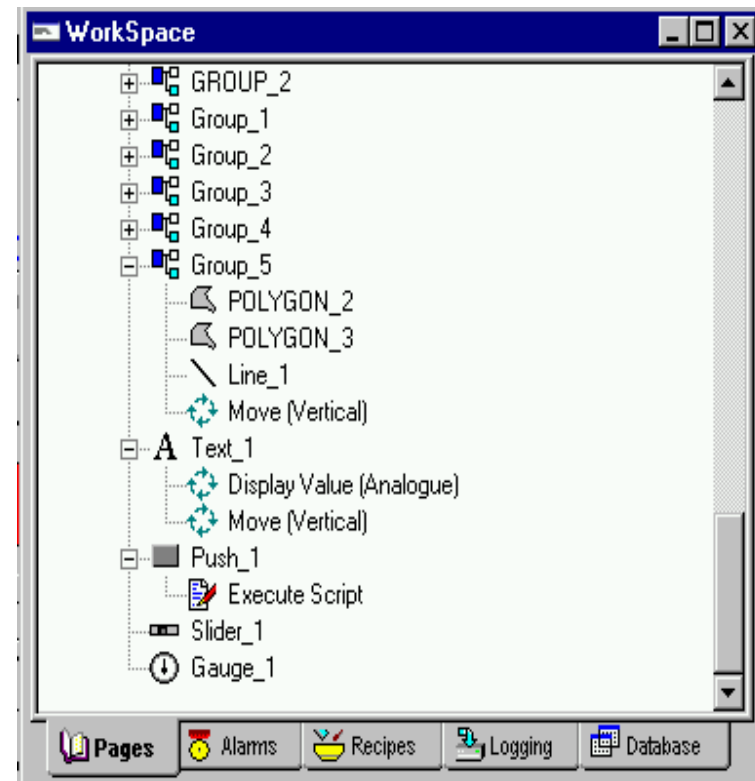 WorkSpace
GROUP_2
Group_1
Group_2
Group_3
Group_4
Group_5
POLYGON_2
POLYGON_3
Line_1
Move (Vertical)
A Text_1
Display Value (Analogue)
Move (Vertical)
Push_1
Execute Script
Slider_1
Gauge_1
Pages Alarms Recipes Logging Database